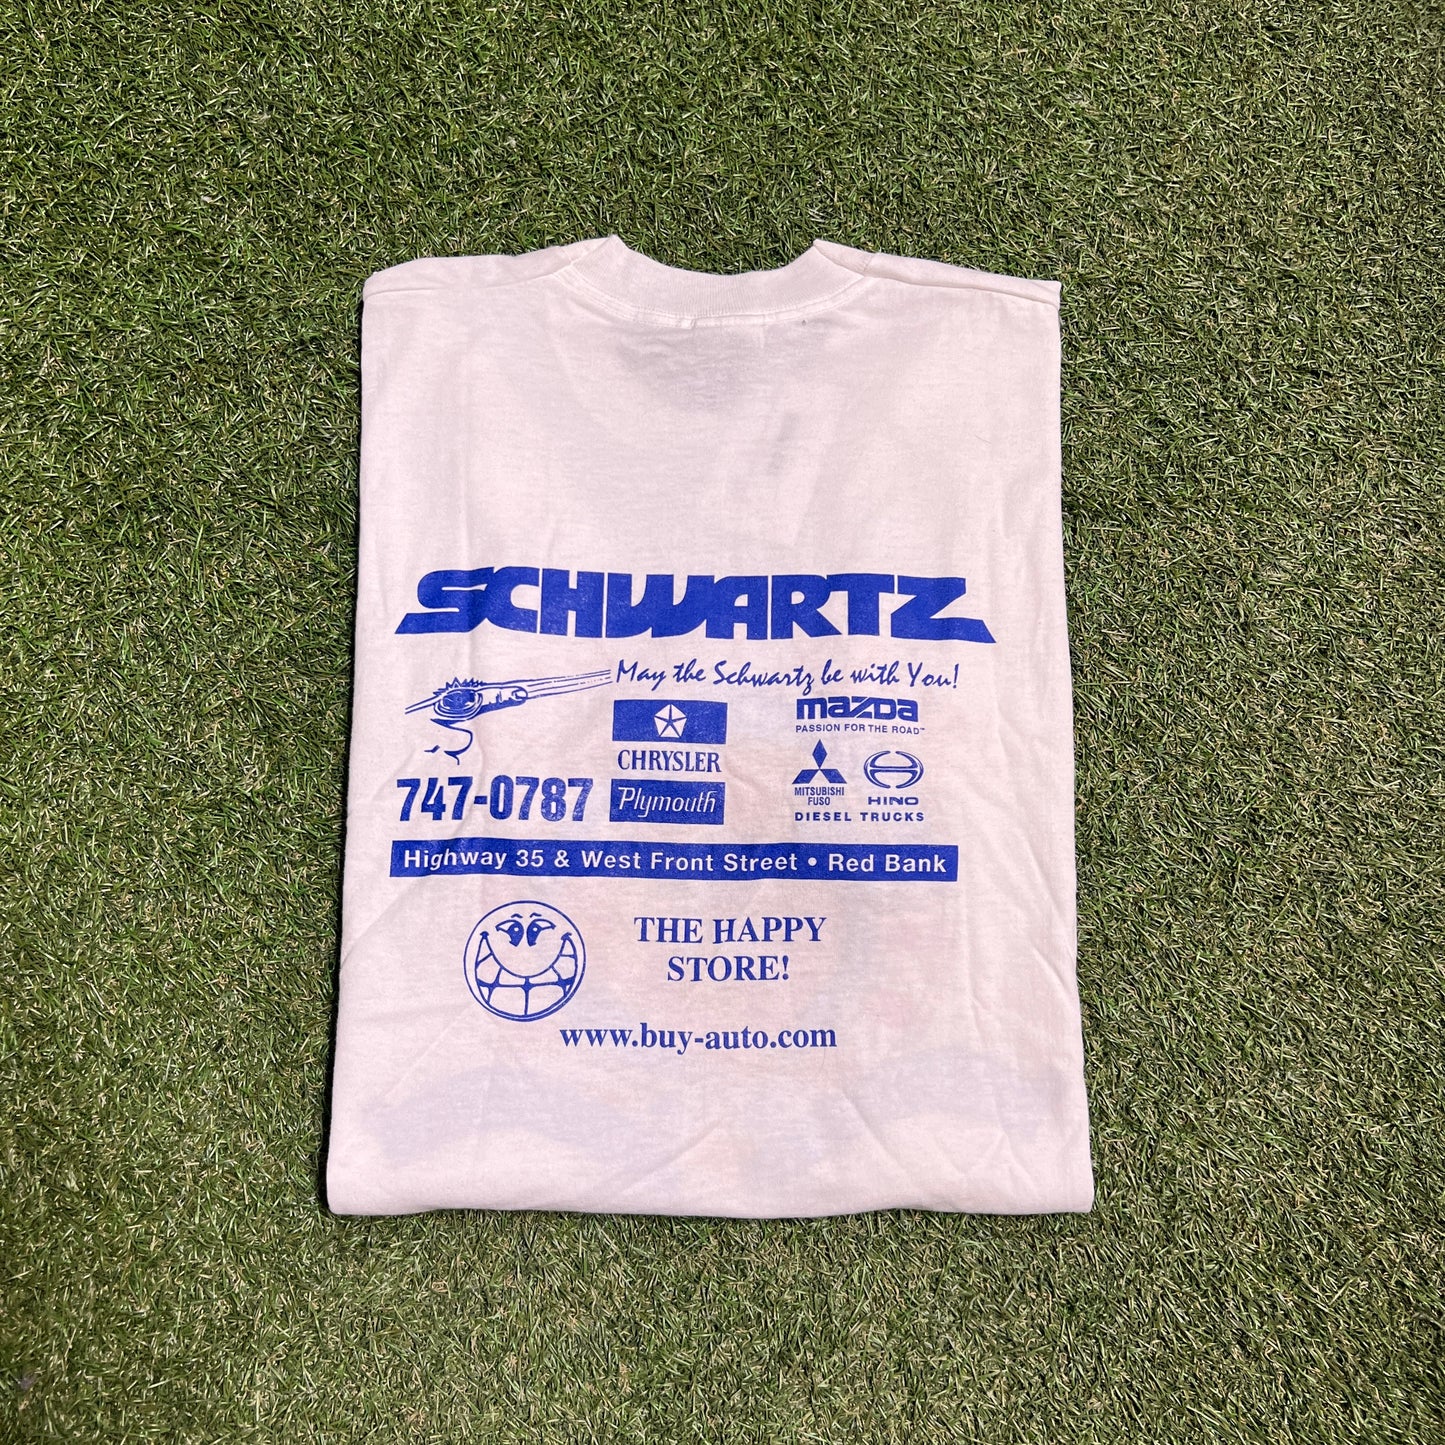 SCHWARTZ
May the Schwartz be with You!
mazda
PASSION FOR THE ROAD™
CHRYSLER
MITSUBISHI
FUSO
HINO
747-0787
Plymouth
DIESEL TRUCKS
Highway 35 & West Front Street • Red Bank
THE HAPPY
STORE!
www.buy-auto.com